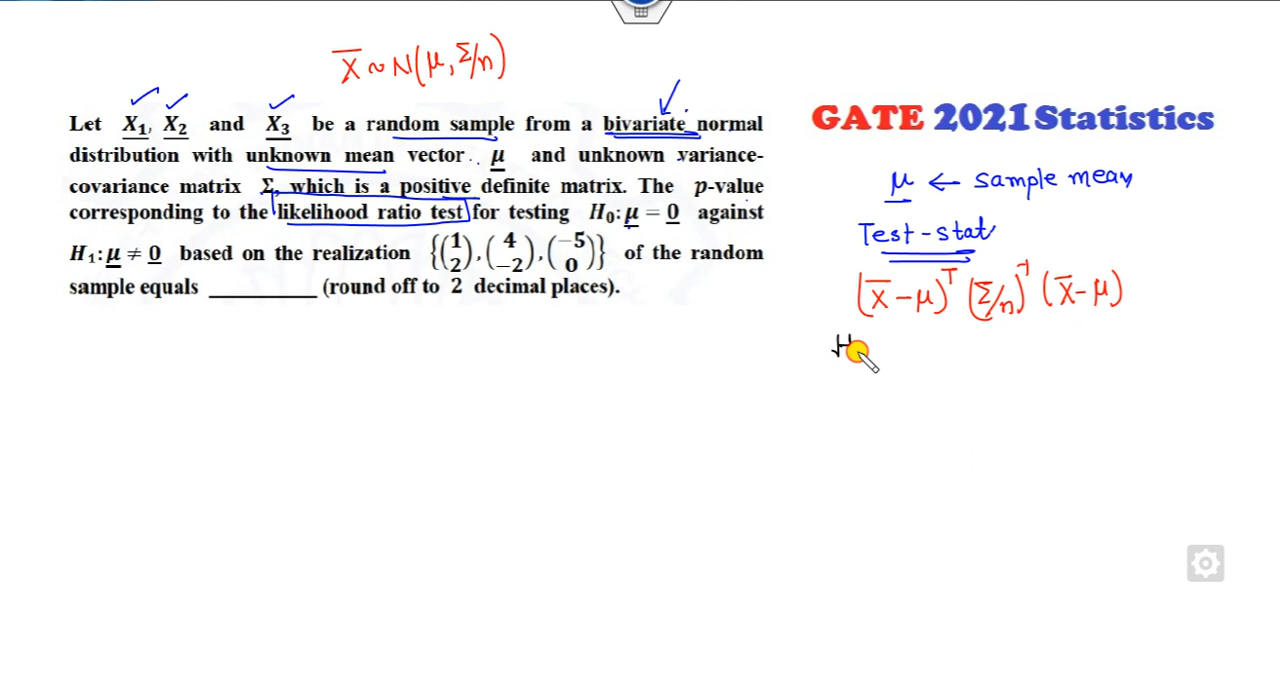 X̄ ~ N(μ, Σ/n)
Let X₁, X₂ and X₃ be a random sample from a bivariate normal
distribution with unknown mean vector μ and unknown variance-
covariance matrix Σ, which is a positive definite matrix. The p-value
corresponding to the likelihood ratio test for testing H₀: μ = 0 against
H₁: μ ≠ 0 based on the realization {(1 2), (4 −2), (−5 0)} of the random
sample equals ________ (round off to 2 decimal places).
GATE 2021 Statistics
μ ← sample mean
Test-stat
(X̄ − μ)ᵀ (Σ/n)⁻¹ (X̄ − μ)